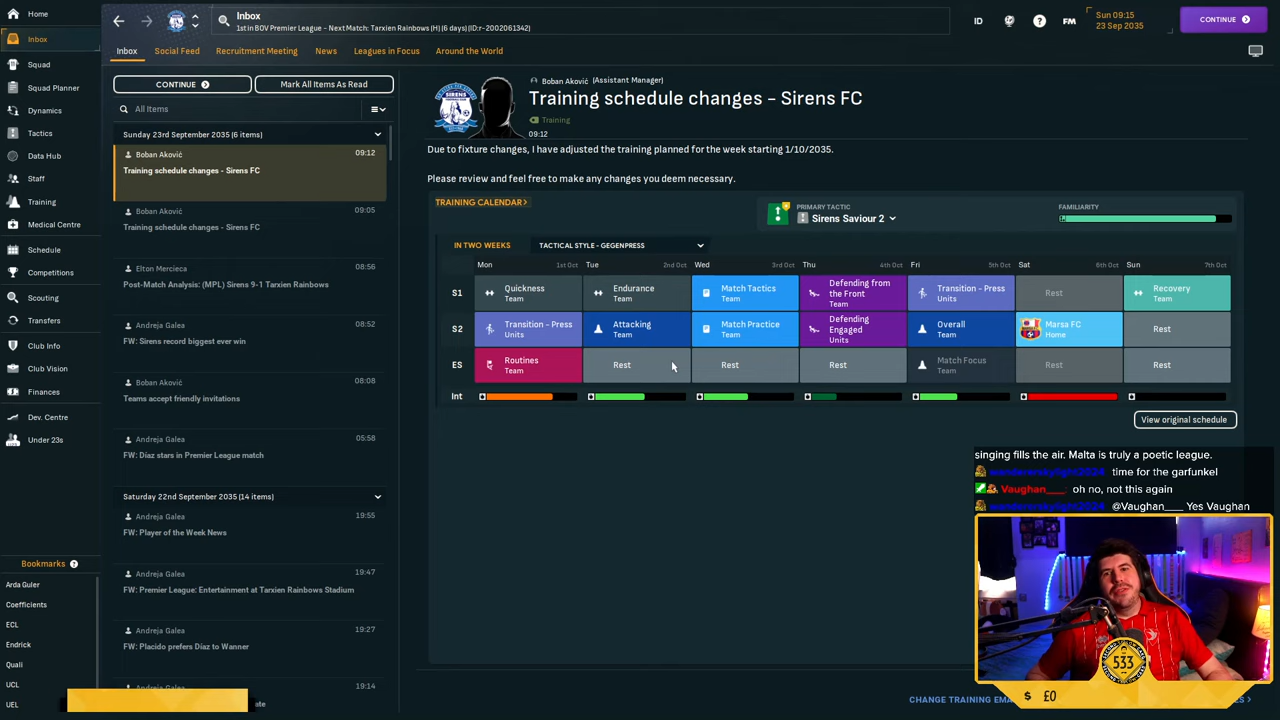 Home
Inbox
Squad
Squad Planner
Dynamics
Tactics
Data Hub
Staff
Training
Medical Centre
Schedule
Competitions
Scouting
Transfers
Club Info
Club Vision
Finances
Dev. Centre
Under 23s
Bookmarks
Arda Guler
Coefficients
ECL
Endrick
Quali
UCL
UEL
Inbox
1st in BOV Premier League - Next Match: Tarxien Rainbows (H) (6 days) (ID:r-2002061342)
ID
FM
Sun 09:15
23 Sep 2035
CONTINUE
Inbox Social Feed Recruitment Meeting News Leagues in Focus Around the World
CONTINUE
Mark All Items As Read
All Items
Sunday 23rd September 2035 (6 items)
Boban Aković 09:12
Training schedule changes - Sirens FC
Boban Aković 09:05
Training schedule changes - Sirens FC
Elton Mercieca 08:56
Post-Match Analysis: (MPL) Sirens 9-1 Tarxien Rainbows
Andreja Galea 08:52
FW: Sirens record biggest ever win
Boban Aković 08:08
Teams accept friendly invitations
Andreja Galea 05:58
FW: Díaz stars in Premier League match
Saturday 22nd September 2035 (14 items)
Andreja Galea 19:55
FW: Player of the Week News
Andreja Galea 19:47
FW: Premier League: Entertainment at Tarxien Rainbows Stadium
Andreja Galea 19:27
FW: Placido prefers Díaz to Wanner
Andreja Galea 19:14
SIRENS
Boban Aković (Assistant Manager)
Training schedule changes - Sirens FC
Training
09:12
Due to fixture changes, I have adjusted the training planned for the week starting 1/10/2035.
Please review and feel free to make any changes you deem necessary.
TRAINING CALENDAR >
PRIMARY TACTIC
Sirens Saviour 2
FAMILIARITY
IN TWO WEEKS
TACTICAL STYLE - GEGENPRESS
Mon 1st Oct Tue 2nd Oct Wed 3rd Oct Thu 4th Oct Fri 5th Oct Sat 6th Oct Sun 7th Oct
S1
Quickness
Team
Endurance
Team
Match Tactics
Team
Defending from
the Front
Team
Transition - Press
Units
Rest
Recovery
Team
S2
Transition - Press
Units
Attacking
Team
Match Practice
Team
Defending
Engaged
Units
Overall
Team
Marsa FC
Home
Rest
ES
Routines
Team
Rest
Rest
Rest
Match Focus
Team
Rest
Rest
Int
View original schedule
singing fills the air. Malta is truly a poetic league.
wandererskylight2024 time for the garfunkel
Vaughan___ oh no, not this again
wandererskylight2024 @Vaughan___ Yes Vaughan
533
$ £0
CHANGE TRAINING